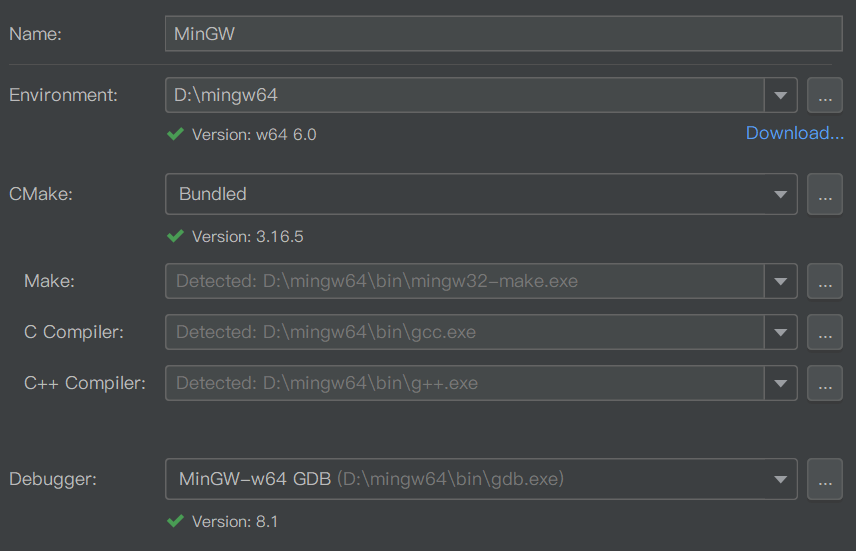 Name: MinGW
Environment: D:\mingw64 ...
Version: w64 6.0 Download...
CMake: Bundled ...
Version: 3.16.5
Make: Detected: D:\mingw64\bin\mingw32-make.exe ...
C Compiler: Detected: D:\mingw64\bin\gcc.exe ...
C++ Compiler: Detected: D:\mingw64\bin\g++.exe ...
Debugger: MinGW-w64 GDB (D:\mingw64\bin\gdb.exe) ...
Version: 8.1